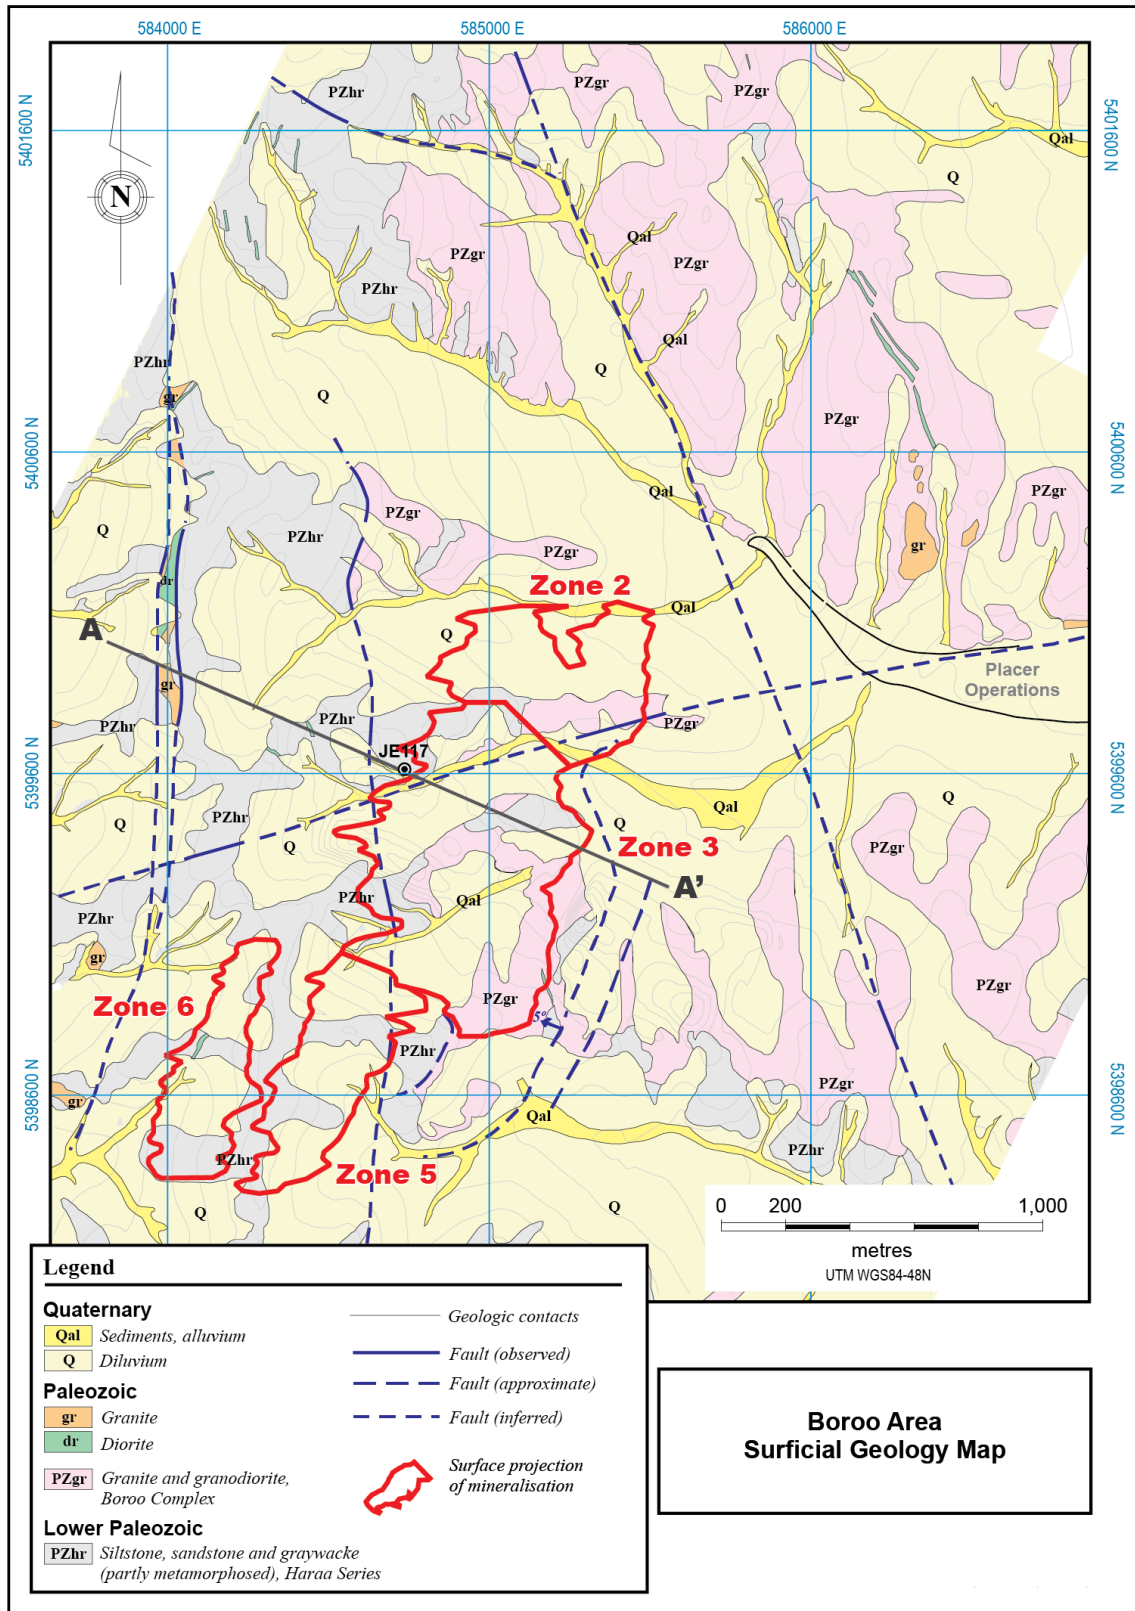 584000 E
585000 E
586000 E
5401600 N
5401600 N
N
PZhr
PZgr
PZgr
Qal
Q
PZgr
Qal
PZgr
PZhr
Qal
PZhr
Q
Q
gr
PZgr
5400600 N
5400600 N
Qal
PZgr
PZgr
Q
PZhr
PZgr
gr
dr
Zone 2
Qal
A
Q
Placer
Operations
gr
PZhr
PZhr
PZgr
JE117
5399600 N
5399600 N
Qal
Q
Q
PZhr
Q
Q
Zone 3
PZgr
A’
PZhr
Qal
PZhr
gr
Zone 6
PZgr
PZgr
5º
PZhr
5398600 N
5398600 N
gr
PZgr
Qal
PZhr
PZhr
Zone 5
Q
Q
0 200 1,000
metres
UTM WGS84-48N
Legend
Quaternary
Qal Sediments, alluvium
Q Diluvium
Paleozoic
gr Granite
dr Diorite
PZgr Granite and granodiorite,
Boroo Complex
Lower Paleozoic
PZhr Siltstone, sandstone and graywacke
(partly metamorphosed), Haraa Series
Geologic contacts
Fault (observed)
Fault (approximate)
Fault (inferred)
Surface projection
of mineralisation
Boroo Area
Surficial Geology Map